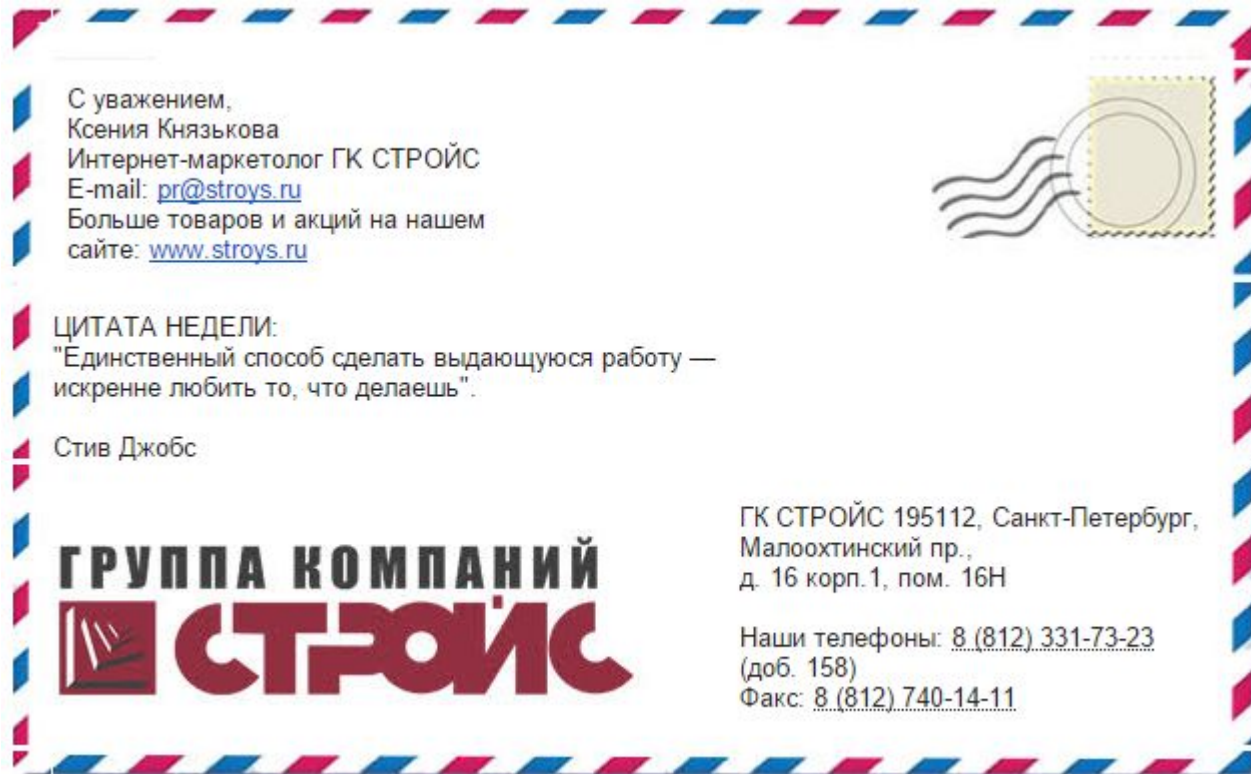 С уважением,
Ксения Князькова
Интернет-маркетолог ГК СТРОЙС
E-mail: pr@stroys.ru
Больше товаров и акций на нашем
сайте: www.stroys.ru
ЦИТАТА НЕДЕЛИ:
"Единственный способ сделать выдающуюся работу —
искренне любить то, что делаешь".
Стив Джобс
ГРУППА КОМПАНИЙ
СТРОЙС
ГК СТРОЙС 195112, Санкт-Петербург,
Малоохтинский пр.,
д. 16 корп.1, пом. 16Н
Наши телефоны: 8 (812) 331-73-23
(доб. 158)
Факс: 8 (812) 740-14-11